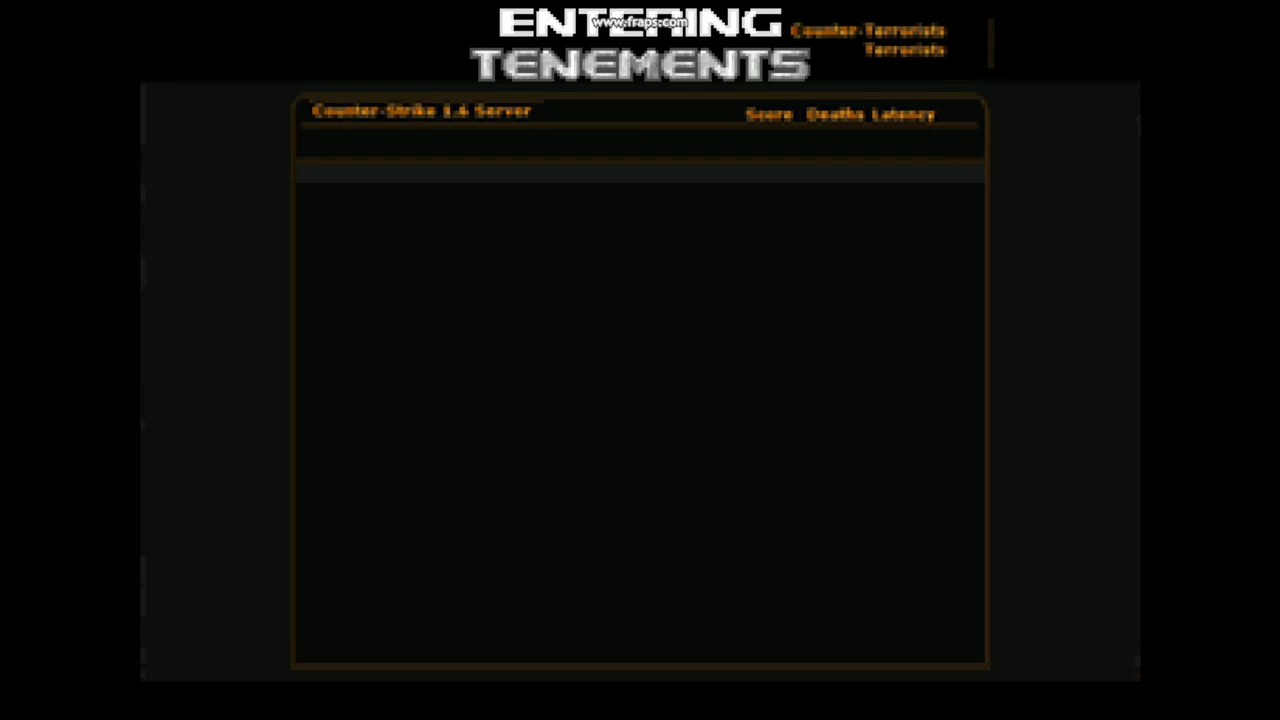 ENTERING
www.fraps.com
TENEMENTS
Counter-Terrorists
Terrorists
Counter-Strike 1.6 Server
Score Deaths Latency